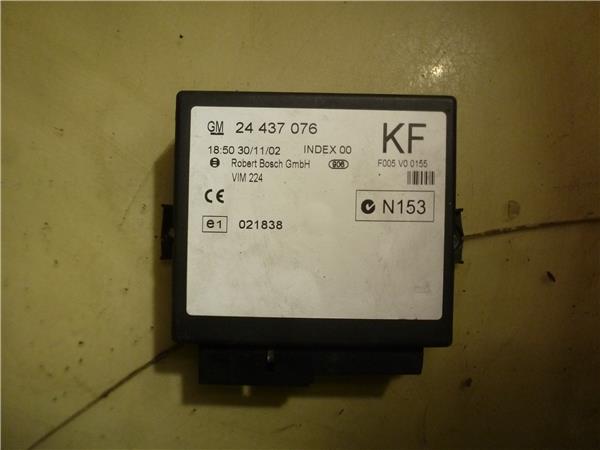 GM 24 437 076 KF
18:50 30/11/02 INDEX 00 F005 V0 0155
Robert Bosch GmbH 906
VIM 224
CE N153
e1 021838